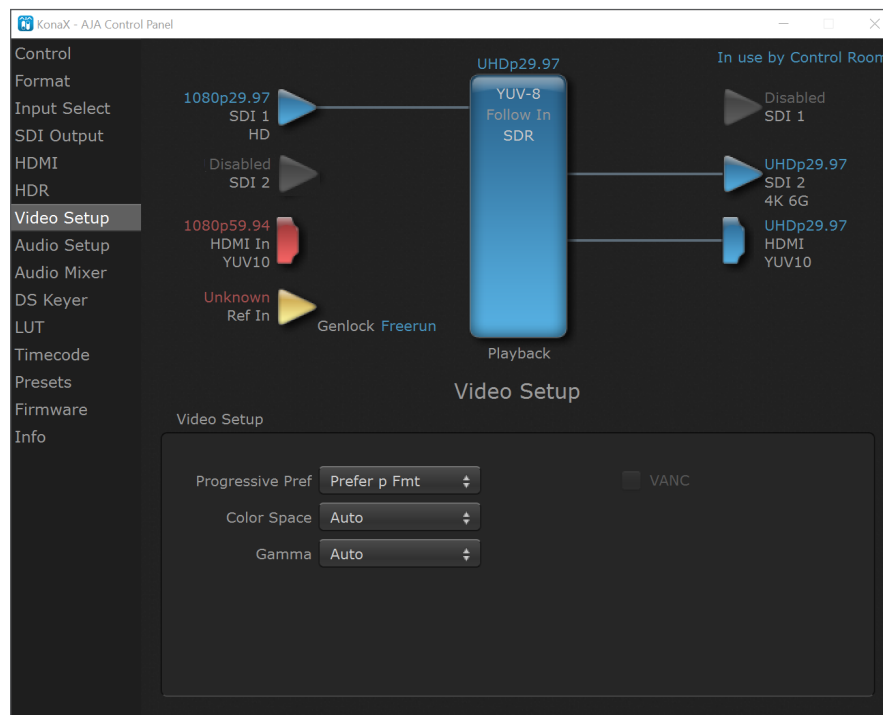 KonaX - AJA Control Panel
Control
Format
Input Select
SDI Output
HDMI
HDR
Video Setup
Audio Setup
Audio Mixer
DS Keyer
LUT
Timecode
Presets
Firmware
Info
In use by Control Room
1080p29.97
SDI 1
HD
Disabled
SDI 2
1080p59.94
HDMI In
YUV10
Unknown
Ref In
Genlock Freerun
UHDp29.97
YUV-8
Follow In
SDR
Playback
Disabled
SDI 1
UHDp29.97
SDI 2
4K 6G
UHDp29.97
HDMI
YUV10
Video Setup
Video Setup
Progressive Pref Prefer p Fmt
VANC
Color Space Auto
Gamma Auto